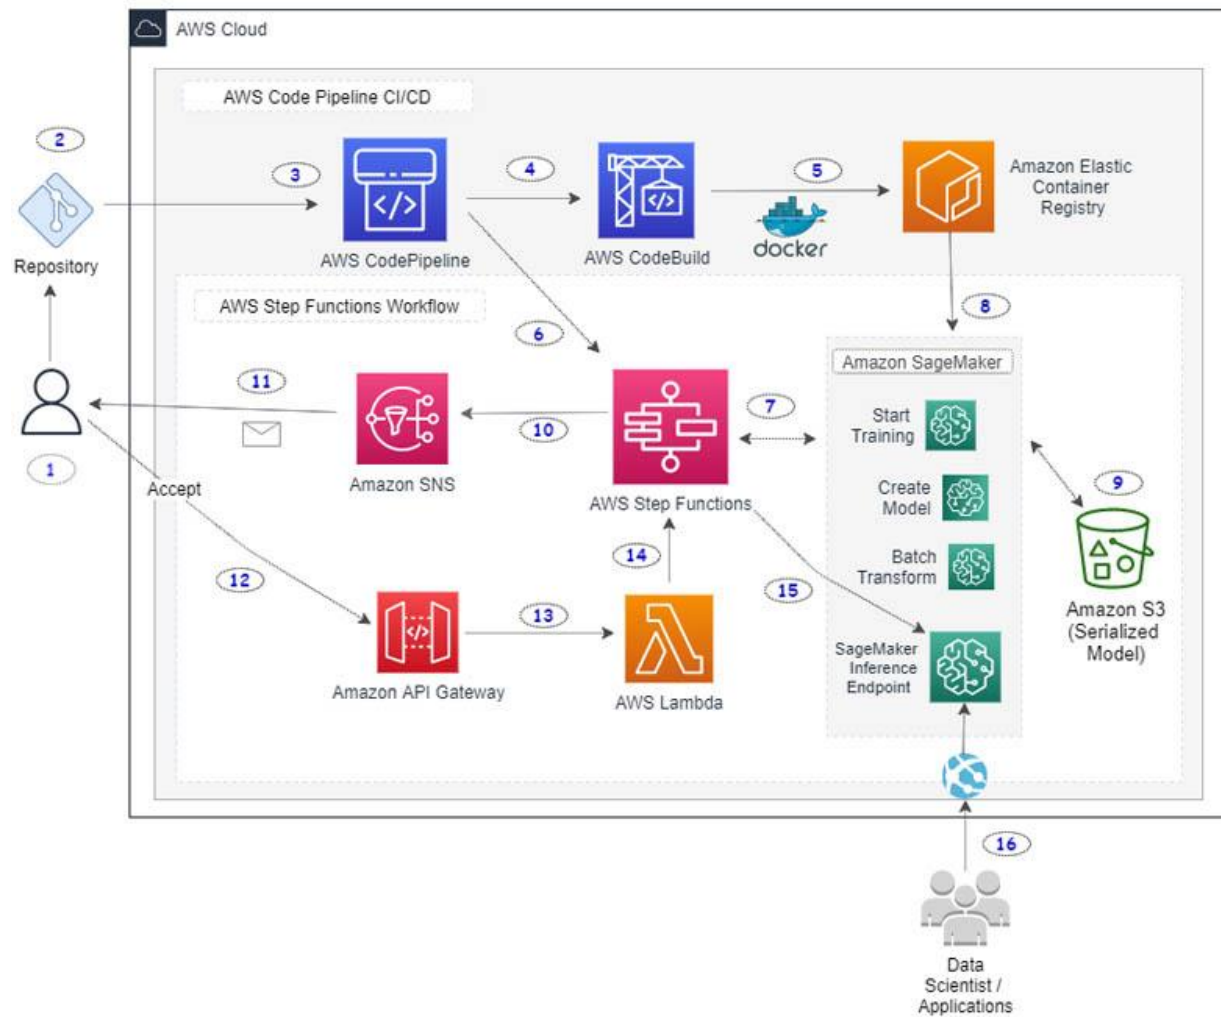 AWS Cloud
AWS Code Pipeline CI/CD
2
3
4
5
Amazon Elastic
Container
Registry
docker
Repository
AWS CodePipeline
AWS CodeBuild
AWS Step Functions Workflow
6
8
Amazon SageMaker
11
10
7
Start
Training
1
Accept
Amazon SNS
AWS Step Functions
Create
Model
9
12
14
Batch
Transform
13
15
Amazon S3
(Serialized
Model)
SageMaker
Inference
Endpoint
Amazon API Gateway
AWS Lambda
16
Data
Scientist /
Applications